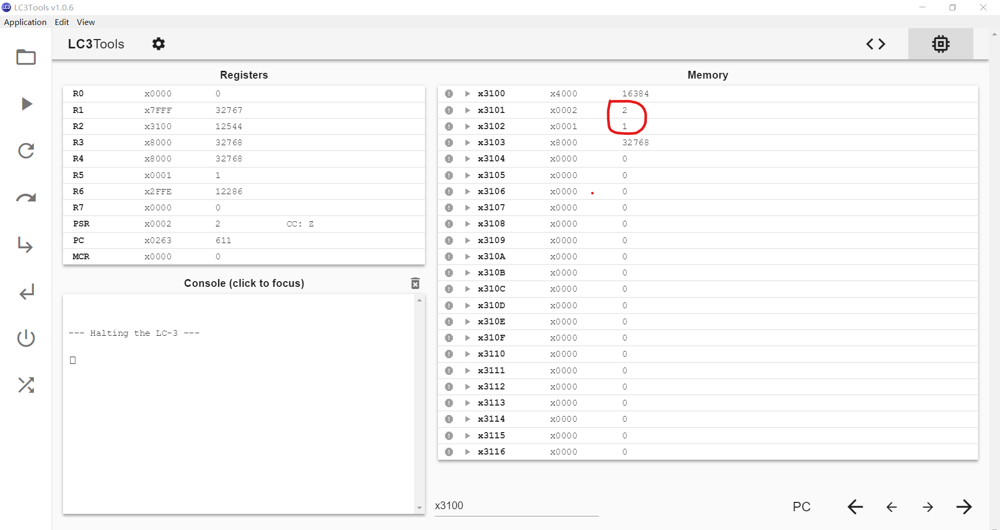 LC3 LC3Tools v1.0.6
Application Edit View
LC3Tools
Registers
R0 x0000 0
R1 x7FFF 32767
R2 x3100 12544
R3 x8000 32768
R4 x8000 32768
R5 x0001 1
R6 x2FFE 12286
R7 x0000 0
PSR x0002 2 CC: Z
PC x0263 611
MCR x0000 0
Console (click to focus)
--- Halting the LC-3 ---
Memory
x3100 x4000 16384
x3101 x0002 2
x3102 x0001 1
x3103 x8000 32768
x3104 x0000 0
x3105 x0000 0
x3106 x0000 0
x3107 x0000 0
x3108 x0000 0
x3109 x0000 0
x310A x0000 0
x310B x0000 0
x310C x0000 0
x310D x0000 0
x310E x0000 0
x310F x0000 0
x3110 x0000 0
x3111 x0000 0
x3112 x0000 0
x3113 x0000 0
x3114 x0000 0
x3115 x0000 0
x3116 x0000 0
x3100 PC